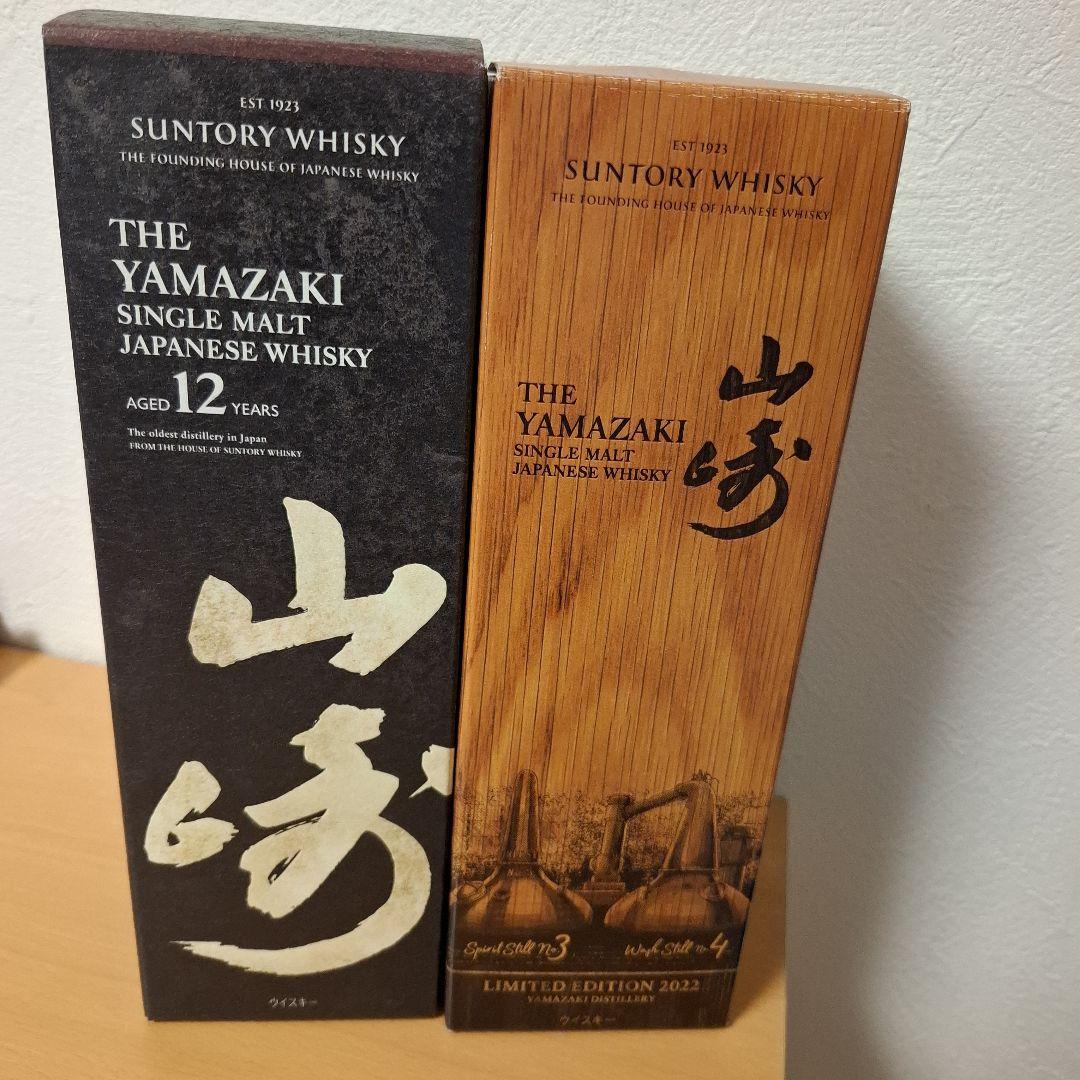 EST 1923
SUNTORY WHISKY
THE FOUNDING HOUSE OF JAPANESE WHISKY
THE
YAMAZAKI
SINGLE MALT
JAPANESE WHISKY
AGED 12 YEARS
The oldest distillery in Japan
FROM THE HOUSE OF SUNTORY WHISKY
山
崎
ウイスキー
EST 1923
SUNTORY WHISKY
THE FOUNDING HOUSE OF JAPANESE WHISKY
山
崎
THE
YAMAZAKI
SINGLE MALT
JAPANESE WHISKY
Spirit Still No.3
Wash Still No.4
LIMITED EDITION 2022
YAMAZAKI DISTILLERY
ウイスキー